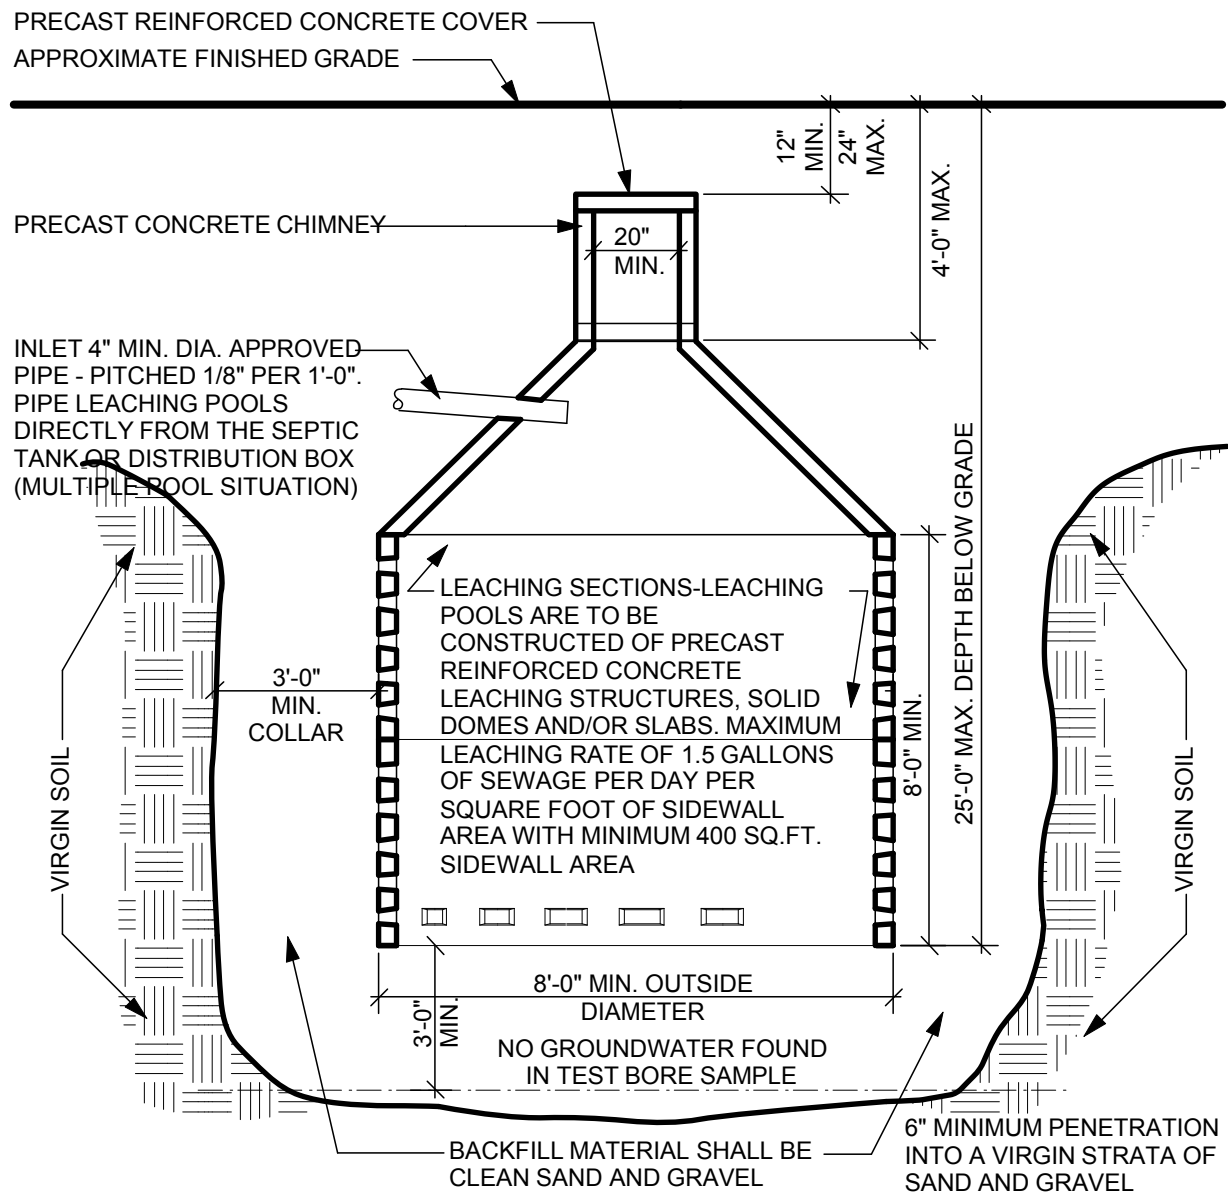 PRECAST REINFORCED CONCRETE COVER
APPROXIMATE FINISHED GRADE
12"
MIN.
24"
MAX.
4'-0" MAX.
PRECAST CONCRETE CHIMNEY
20"
MIN.
INLET 4" MIN. DIA. APPROVED
PIPE - PITCHED 1/8" PER 1'-0".
PIPE LEACHING POOLS
DIRECTLY FROM THE SEPTIC
TANK OR DISTRIBUTION BOX
(MULTIPLE POOL SITUATION)
25'-0" MAX. DEPTH BELOW GRADE
LEACHING SECTIONS-LEACHING
POOLS ARE TO BE
CONSTRUCTED OF PRECAST
REINFORCED CONCRETE
LEACHING STRUCTURES, SOLID
DOMES AND/OR SLABS. MAXIMUM
LEACHING RATE OF 1.5 GALLONS
OF SEWAGE PER DAY PER
SQUARE FOOT OF SIDEWALL
AREA WITH MINIMUM 400 SQ.FT.
SIDEWALL AREA
3'-0"
MIN.
COLLAR
8'-0" MIN.
VIRGIN SOIL
VIRGIN SOIL
8'-0" MIN. OUTSIDE
DIAMETER
3'-0"
MIN.
NO GROUNDWATER FOUND
IN TEST BORE SAMPLE
BACKFILL MATERIAL SHALL BE
CLEAN SAND AND GRAVEL
6" MINIMUM PENETRATION
INTO A VIRGIN STRATA OF
SAND AND GRAVEL